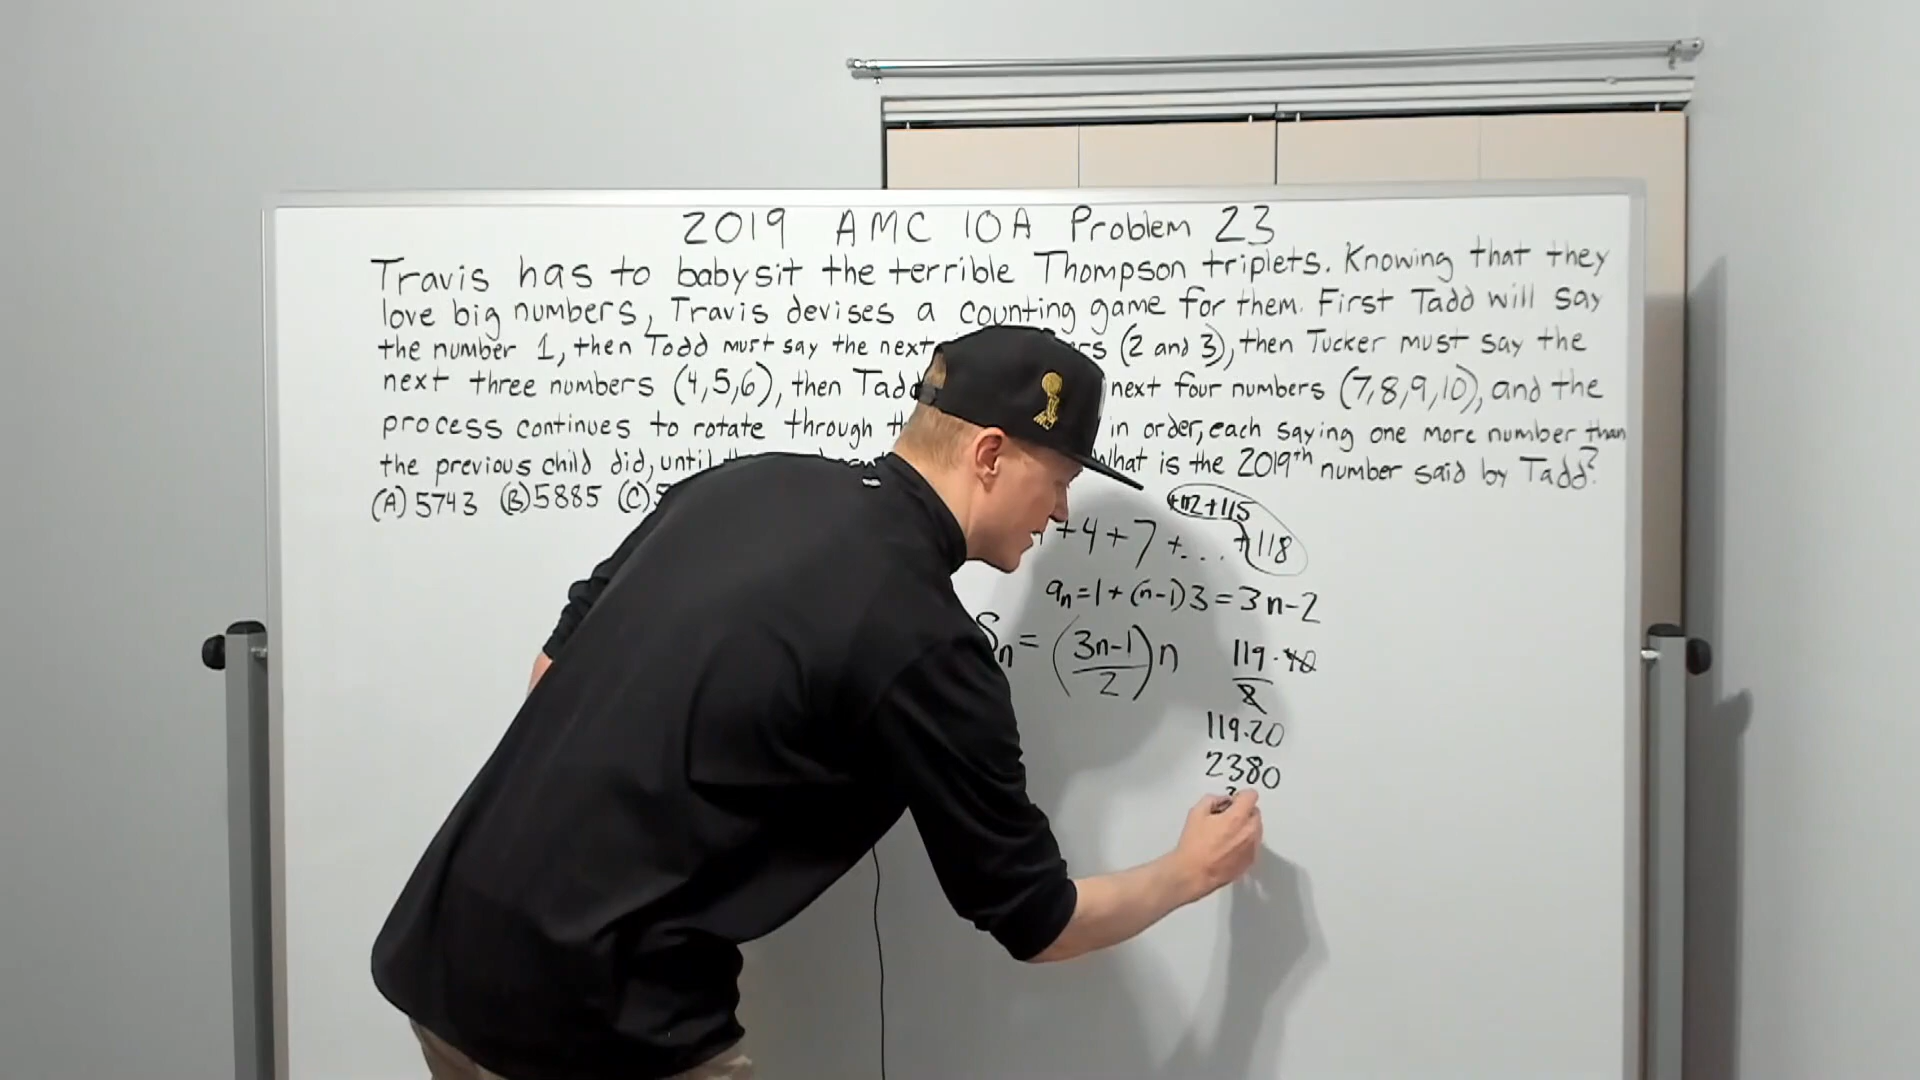 2019 AMC 10A Problem 23
Travis has to babysit the terrible Thompson triplets. Knowing that they
love big numbers, Travis devises a counting game for them. First Tadd will say
the number 1, then Todd must say the next (2 and 3), then Tucker must say the
next three numbers (4,5,6), then Tadd next four numbers (7,8,9,10), and the
process continues to rotate through in order, each saying one more number than
the previous child did, until What is the 2019th number said by Tadd?
(A) 5743 (B) 5885 (C)
+112+115
+4+7+...+118
an=1+(n-1)3=3n-2
Sn=(3n-1/2)n
119·40/2
119·20
2380